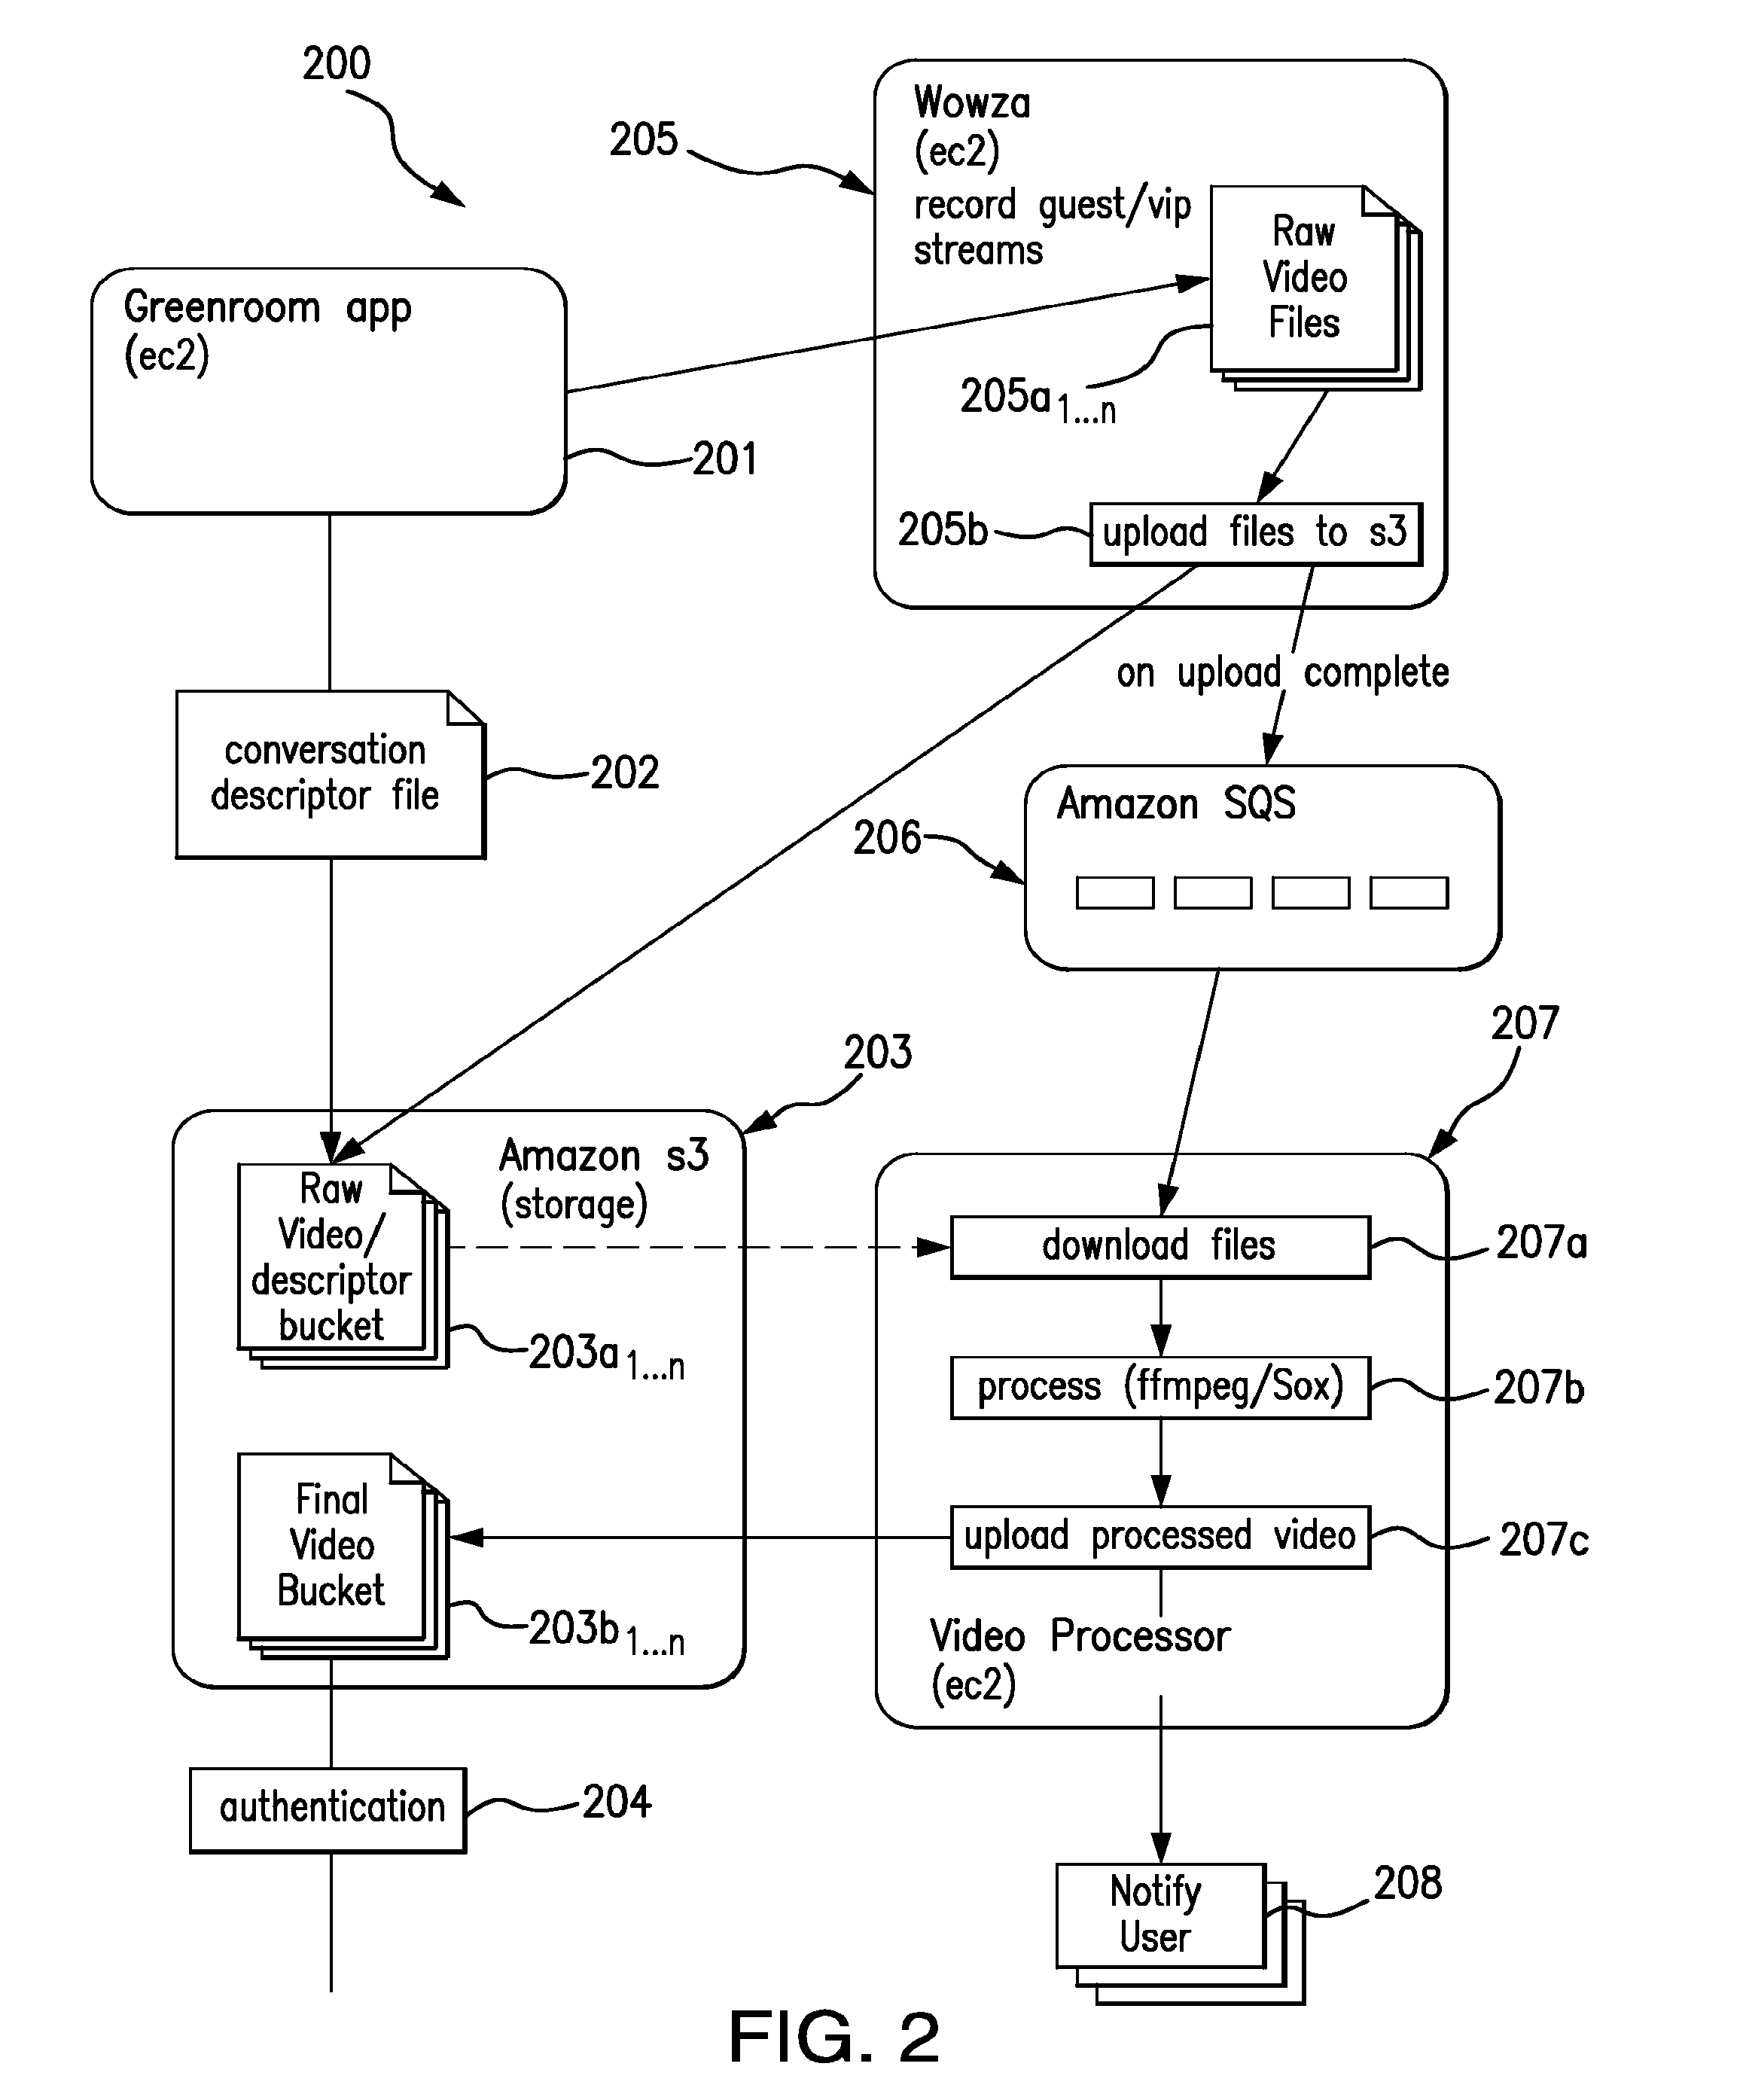 200
205
Wowza
(ec2)
record guest/vip
streams
Raw
Video
Files
205a1...n
Greenroom app
(ec2)
201
205b
upload files to s3
on upload complete
conversation
descriptor file
202
Amazon SQS
206
207
203
Amazon s3
(storage)
Raw
Video/
descriptor
bucket
203a1...n
download files
207a
process (ffmpeg/Sox)
207b
Final
Video
Bucket
203b1...n
upload processed video
207c
Video Processor
(ec2)
authentication
204
Notify
User
208
FIG. 2